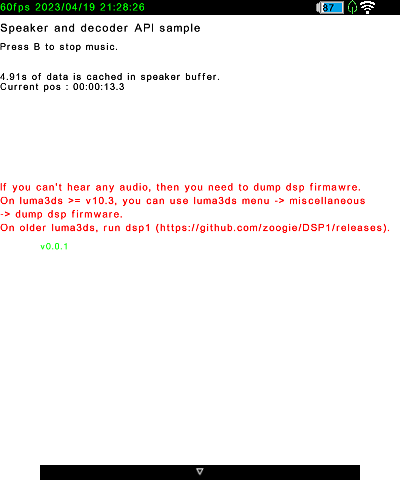 60fps 2023/04/19 21:28:26
87
Speaker and decoder API sample
Press B to stop music.
4.91s of data is cached in speaker buffer.
Current pos : 00:00:13.3
If you can't hear any audio, then you need to dump dsp firmawre.
On luma3ds >= v10.3, you can use luma3ds menu -> miscellaneous
-> dump dsp firmware.
On older luma3ds, run dsp1 (https://github.com/zoogie/DSP1/releases).
v0.0.1